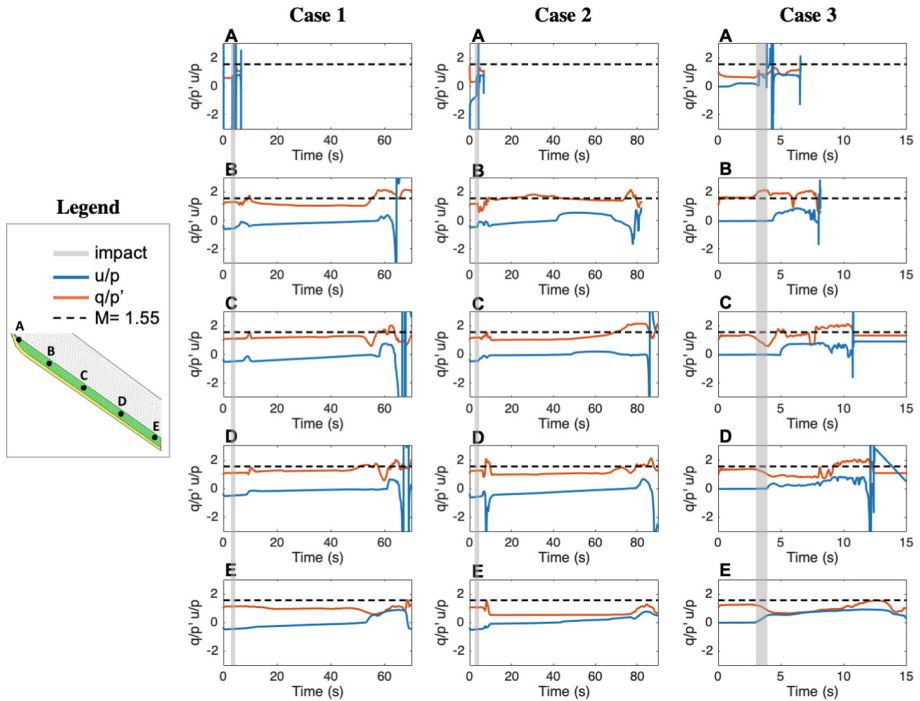 Case 1 Case 2 Case 3
A A A
2
0
-2
q/p' u/p
0 20 40 60
Time (s)
2
0
-2
q/p' u/p
0 20 40 60 80
Time (s)
2
0
-2
q/p' u/p
0 5 10 15
Time (s)
B B B
2
0
-2
q/p' u/p
0 20 40 60
Time (s)
2
0
-2
q/p' u/p
0 20 40 60 80
Time (s)
2
0
-2
q/p' u/p
0 5 10 15
Time (s)
Legend
impact
u/p
q/p'
M= 1.55
A
B
C
D
E
C C C
2
0
-2
q/p' u/p
0 20 40 60
Time (s)
2
0
-2
q/p' u/p
0 20 40 60 80
Time (s)
2
0
-2
q/p' u/p
0 5 10 15
Time (s)
D D D
2
0
-2
q/p' u/p
0 20 40 60
Time (s)
2
0
-2
q/p' u/p
0 20 40 60 80
Time (s)
2
0
-2
q/p' u/p
0 5 10 15
Time (s)
E E E
2
0
-2
q/p' u/p
0 20 40 60
Time (s)
2
0
-2
q/p' u/p
0 20 40 60 80
Time (s)
2
0
-2
q/p' u/p
0 5 10 15
Time (s)